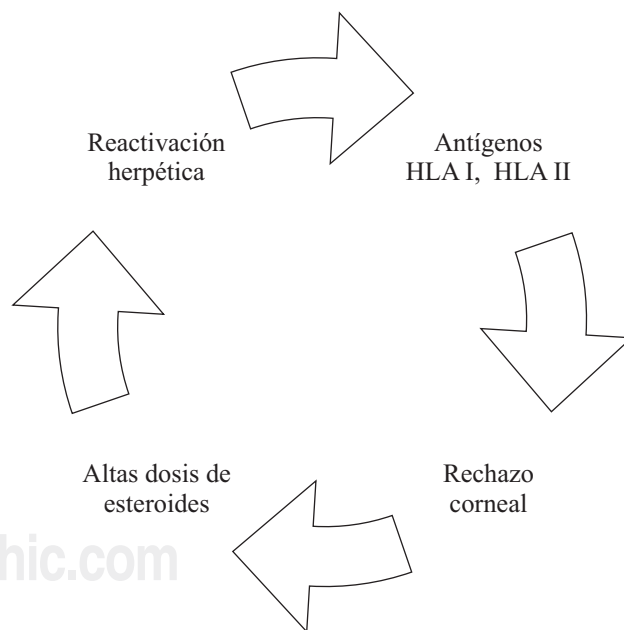 Reactivación
herpética
Antígenos
HLA I, HLA II
Altas dosis de
esteroides
Rechazo
corneal
hic.com